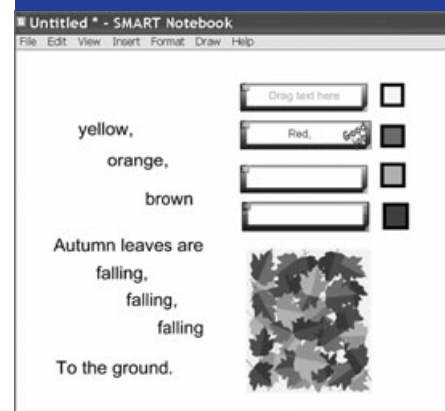 Untitled * - SMART Notebook
File Edit View Insert Format Draw Help
Drag text here
yellow,
Red,
Good
orange,
brown
Autumn leaves are
falling,
falling,
falling
To the ground.